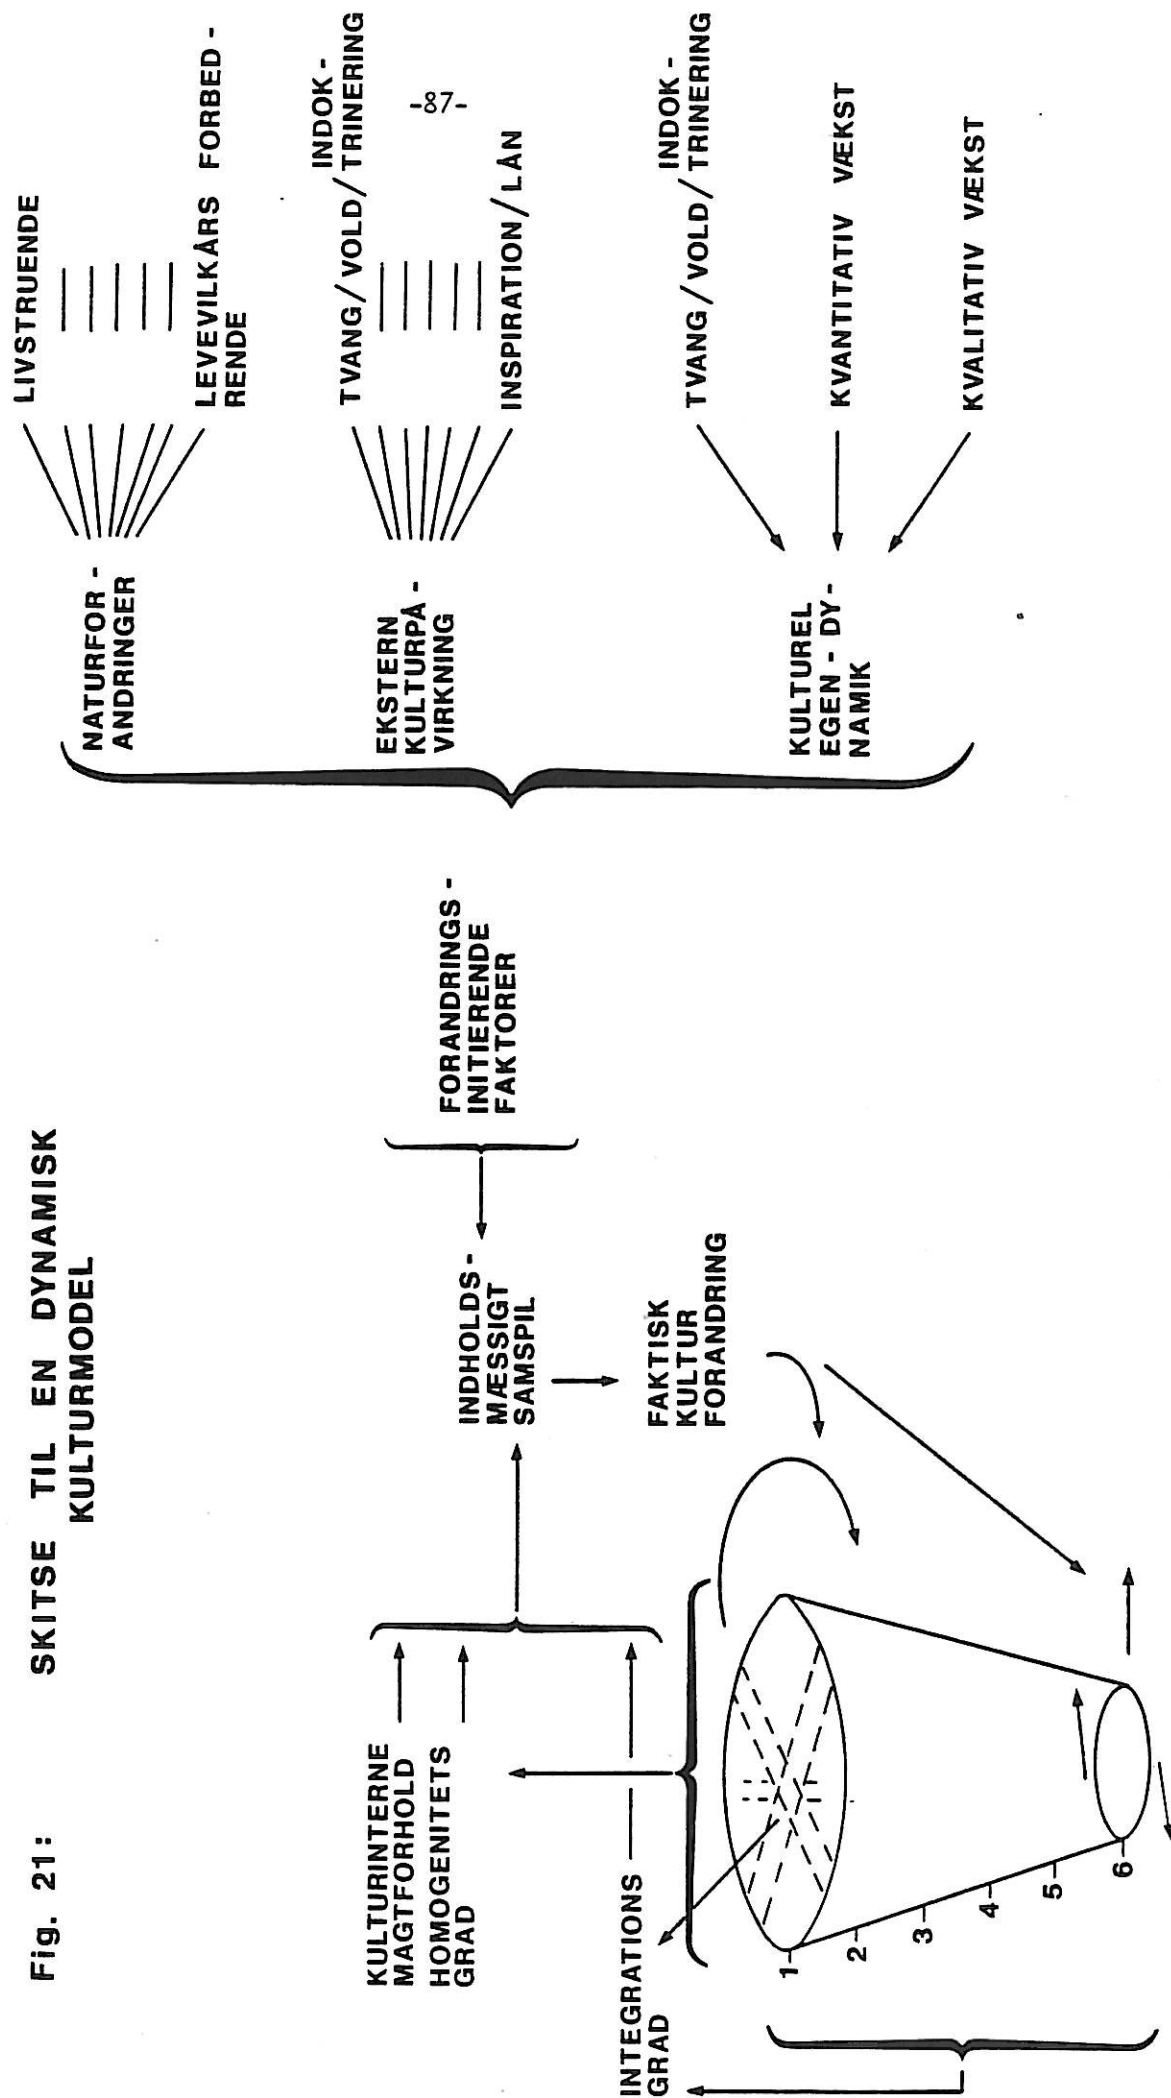 Fig. 21: SKITSE TIL EN DYNAMISK
KULTURMODEL
KULTURINTERNE
MAGTFORHOLD
HOMOGENITETS
GRAD
INTEGRATIONS
GRAD
1
2
3
4
5
6
INDHOLDS-
MÆSSIGT
SAMSPIL
FAKTISK
KULTUR
FORANDRING
FORANDRINGS-
INITIERENDE
FAKTORER
NATURFOR-
ANDRINGER
LIVSTRUENDE
LEVEVILKÅRS FORBED-
RENDE
EKSTERN
KULTURPÅ-
VIRKNING
INDOK-
TVANG/VOLD/TRINERING
INSPIRATION/LÅN
KULTUREL
EGEN-DY-
NAMIK
INDOK-
TVANG/VOLD/TRINERING
KVANTITATIV VÆKST
KVALITATIV VÆKST
-87-